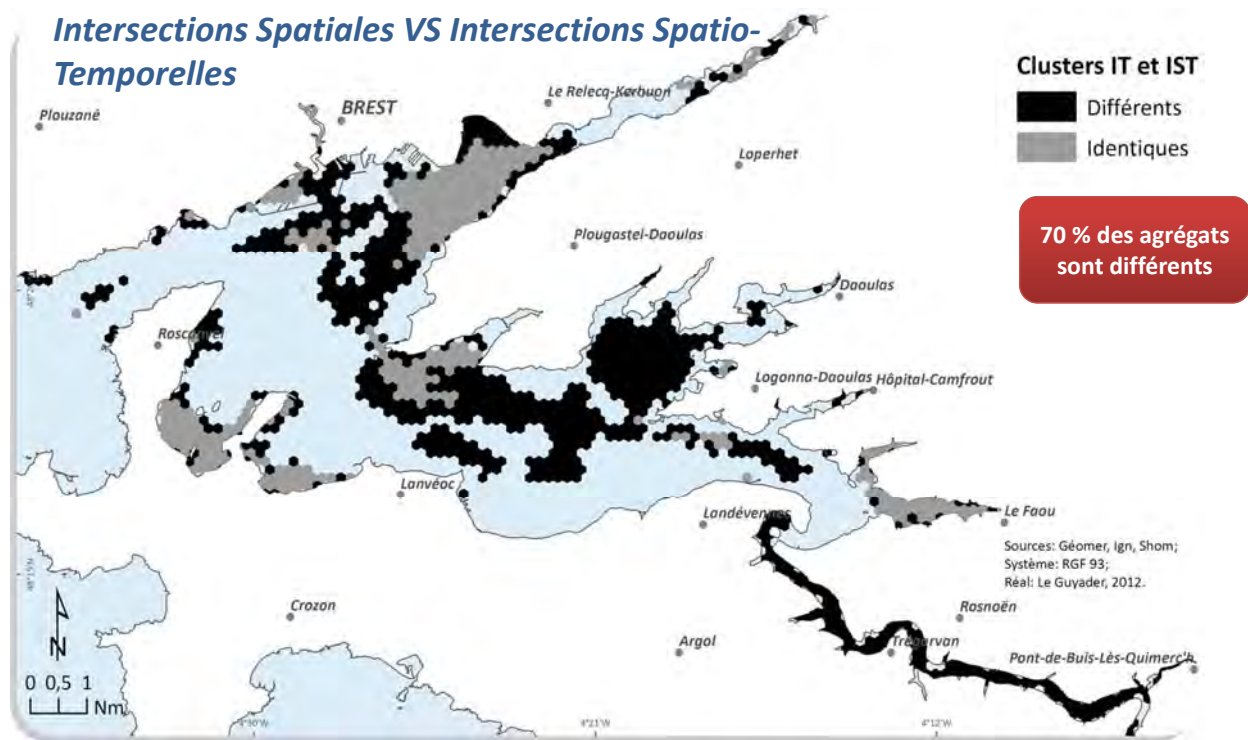 Intersections Spatiales VS Intersections Spatio-
Temporelles
Clusters IT et IST
Différents
Identiques
70 % des agrégats
sont différents
Plouzané
BREST
Le Relecq-Kerhuon
Loperhet
Plougastel-Daoulas
Daoulas
Roscanvel
Logonna-Daoulas
Hôpital-Camfrout
Lanvéoc
Landévennec
Le Faou
Sources: Géomer, Ign, Shom;
Système: RGF 93;
Réal: Le Guyader, 2012.
48°15'N
Crozon
Rosnoën
Argol
Trégarvan
Pont-de-Buis-Lès-Quimerc'h
N
0 0,5 1
Nm
4°30'W
4°21'W
4°12'W